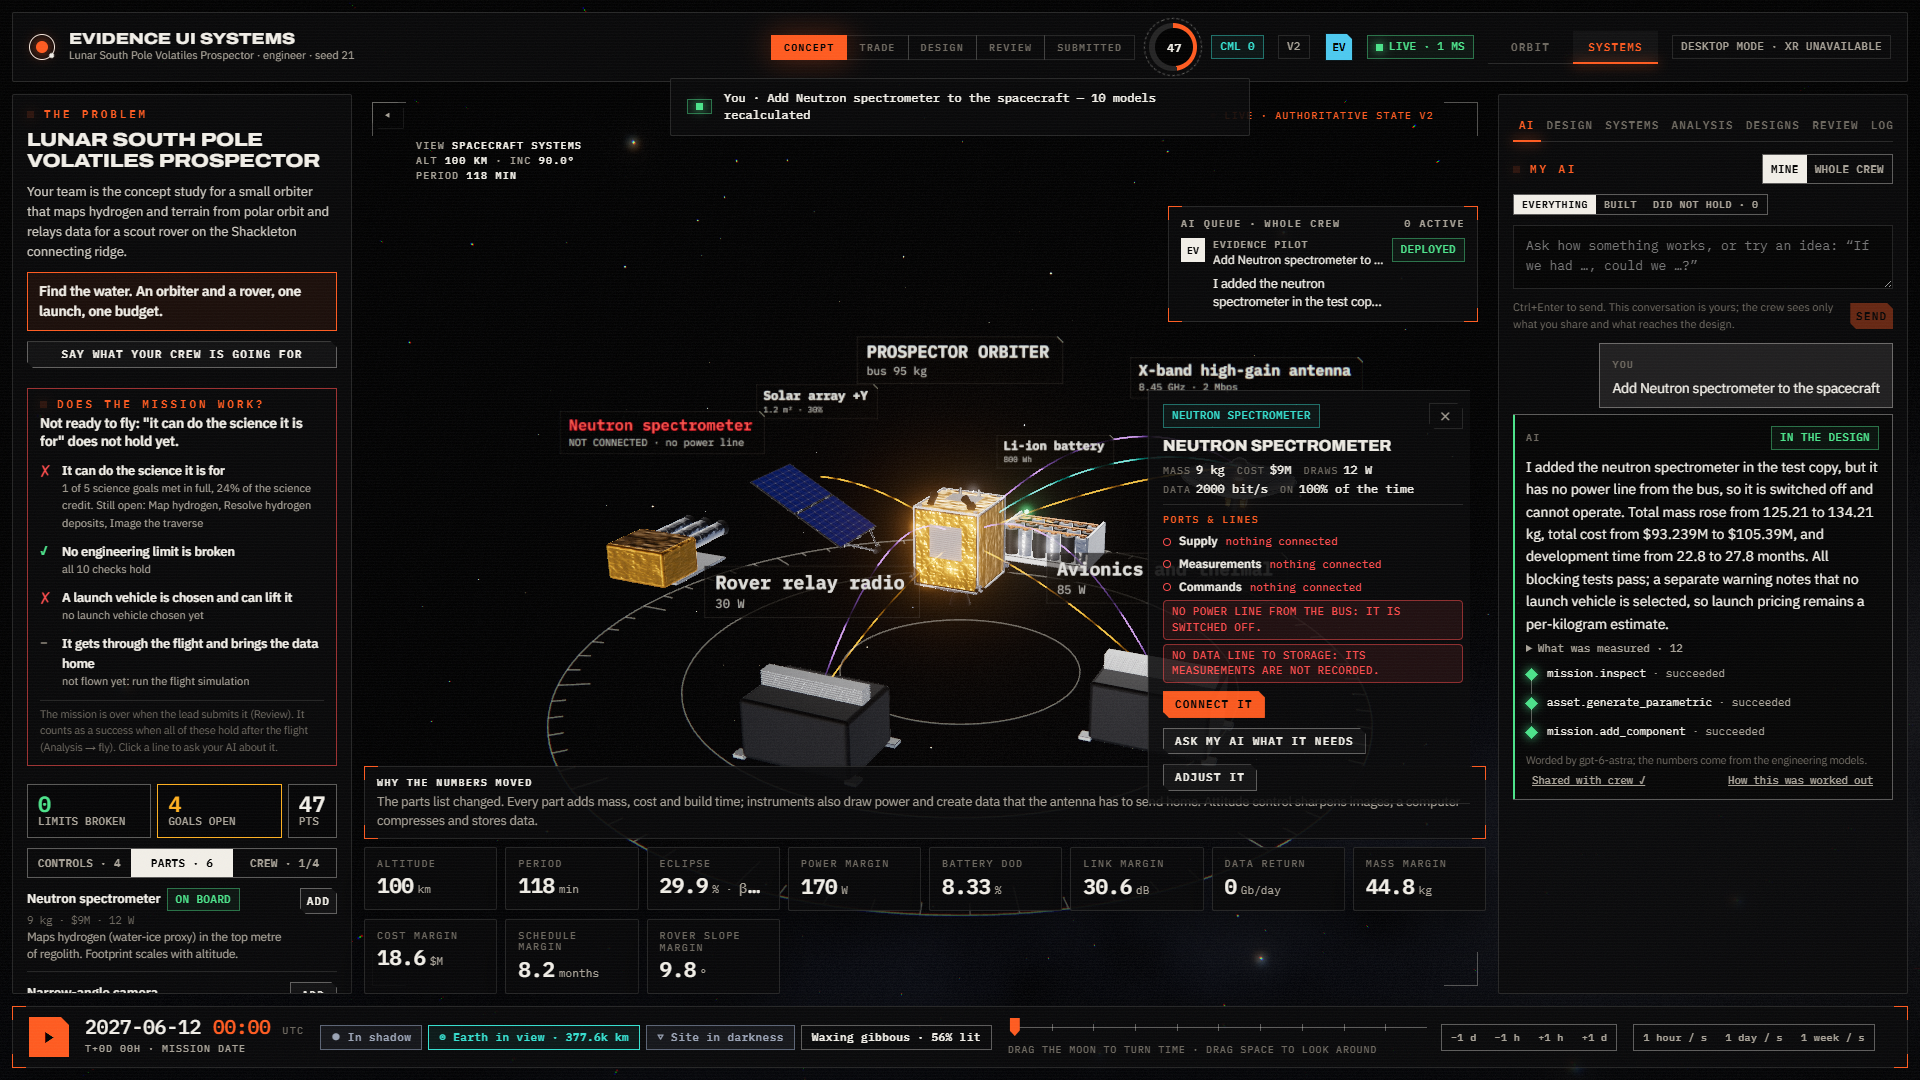 EVIDENCE UI SYSTEMS
Lunar South Pole Volatiles Prospector · engineer · seed 21
CONCEPT
TRADE
DESIGN
REVIEW
SUBMITTED
47
CML 0
V2
EV
LIVE · 1 MS
ORBIT
SYSTEMS
DESKTOP MODE · XR UNAVAILABLE
You · Add Neutron spectrometer to the spacecraft — 10 models
recalculated
THE PROBLEM
LUNAR SOUTH POLE
VOLATILES PROSPECTOR
Your team is the concept study for a small orbiter
that maps hydrogen and terrain from polar orbit and
relays data for a scout rover on the Shackleton
connecting ridge.
Find the water. An orbiter and a rover, one
launch, one budget.
SAY WHAT YOUR CREW IS GOING FOR
DOES THE MISSION WORK?
Not ready to fly: "it can do the science it is
for" does not hold yet.
✗ It can do the science it is for
1 of 5 science goals met in full, 24% of the science
credit. Still open: Map hydrogen, Resolve hydrogen
deposits, Image the traverse
✓ No engineering limit is broken
all 10 checks hold
✗ A launch vehicle is chosen and can lift it
no launch vehicle chosen yet
– It gets through the flight and brings the data
home
not flown yet: run the flight simulation
The mission is over when the lead submits it (Review). It
counts as a success when all of these hold after the flight
(Analysis → fly). Click a line to ask your AI about it.
0
LIMITS BROKEN
4
GOALS OPEN
47
PTS
CONTROLS · 4
PARTS · 6
CREW · 1/4
Neutron spectrometer
ON BOARD
ADD
9 kg · $9M · 12 W
Maps hydrogen (water-ice proxy) in the top metre
of regolith. Footprint scales with altitude.
Narrow-angle camera
ADD
VIEW SPACECRAFT SYSTEMS
ALT 100 KM · INC 90.0°
PERIOD 118 MIN
LIVE · AUTHORITATIVE STATE V2
AI QUEUE · WHOLE CREW
0 ACTIVE
EV
EVIDENCE PILOT
Add Neutron spectrometer to ...
DEPLOYED
I added the neutron
spectrometer in the test cop...
PROSPECTOR ORBITER
bus 95 kg
X-band high-gain antenna
8.45 GHz · 2 Mbps
Solar array +Y
1.2 m² · 30%
Neutron spectrometer
NOT CONNECTED · no power line
Li-ion battery
800 Wh
Rover relay radio
30 W
Avionics and thermal
85 W
NEUTRON SPECTROMETER
NEUTRON SPECTROMETER
MASS 9 kg COST $9M DRAWS 12 W
DATA 2000 bit/s ON 100% of the time
PORTS & LINES
Supply nothing connected
Measurements nothing connected
Commands nothing connected
NO POWER LINE FROM THE BUS: IT IS
SWITCHED OFF.
NO DATA LINE TO STORAGE: ITS
MEASUREMENTS ARE NOT RECORDED.
CONNECT IT
ASK MY AI WHAT IT NEEDS
ADJUST IT
WHY THE NUMBERS MOVED
The parts list changed. Every part adds mass, cost and build time; instruments also draw power and create data that the antenna has to send home. Attitude control sharpens images, a computer
compresses and stores data.
ALTITUDE
100 km
PERIOD
118 min
ECLIPSE
29.9 % · β...
POWER MARGIN
170 W
BATTERY DOD
8.33 %
LINK MARGIN
30.6 dB
DATA RETURN
0 Gb/day
MASS MARGIN
44.8 kg
COST MARGIN
18.6 $M
SCHEDULE
MARGIN
8.2 months
ROVER SLOPE
MARGIN
9.8 °
AI
DESIGN
SYSTEMS
ANALYSIS
DESIGNS
REVIEW
LOG
MY AI
MINE
WHOLE CREW
EVERYTHING
BUILT
DID NOT HOLD · 0
Ask how something works, or try an idea: “If
we had …, could we …?”
Ctrl+Enter to send. This conversation is yours; the crew sees only
what you share and what reaches the design.
SEND
YOU
Add Neutron spectrometer to the spacecraft
AI
IN THE DESIGN
I added the neutron spectrometer in the test copy, but it
has no power line from the bus, so it is switched off and
cannot operate. Total mass rose from 125.21 to 134.21
kg, total cost from $93.239M to $105.39M, and
development time from 22.8 to 27.8 months. All
blocking tests pass; a separate warning notes that no
launch vehicle is selected, so launch pricing remains a
per-kilogram estimate.
▶ What was measured · 12
mission.inspect · succeeded
asset.generate_parametric · succeeded
mission.add_component · succeeded
Worded by gpt-6-astra; the numbers come from the engineering models.
Shared with crew ✓
How this was worked out
2027-06-12 00:00 UTC
T+0D 00H · MISSION DATE
In shadow
Earth in view · 377.6k km
Site in darkness
Waxing gibbous · 56% lit
DRAG THE MOON TO TURN TIME · DRAG SPACE TO LOOK AROUND
−1 d
−1 h
+1 h
+1 d
1 hour / s
1 day / s
1 week / s